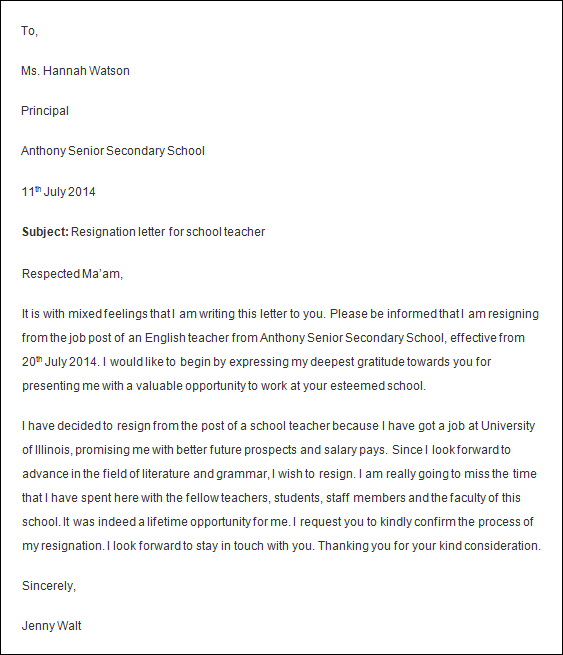 To,
Ms. Hannah Watson
Principal
Anthony Senior Secondary School
11th July 2014
Subject: Resignation letter for school teacher
Respected Ma'am,
It is with mixed feelings that I am writing this letter to you. Please be informed that I am resigning
from the job post of an English teacher from Anthony Senior Secondary School, effective from
20th July 2014. I would like to begin by expressing my deepest gratitude towards you for
presenting me with a valuable opportunity to work at your esteemed school.
I have decided to resign from the post of a school teacher because I have got a job at University
of Illinois, promising me with better future prospects and salary pays. Since I look forward to
advance in the field of literature and grammar, I wish to resign. I am really going to miss the time
that I have spent here with the fellow teachers, students, staff members and the faculty of this
school. It was indeed a lifetime opportunity for me. I request you to kindly confirm the process of
my resignation. I look forward to stay in touch with you. Thanking you for your kind consideration.
Sincerely,
Jenny Walt